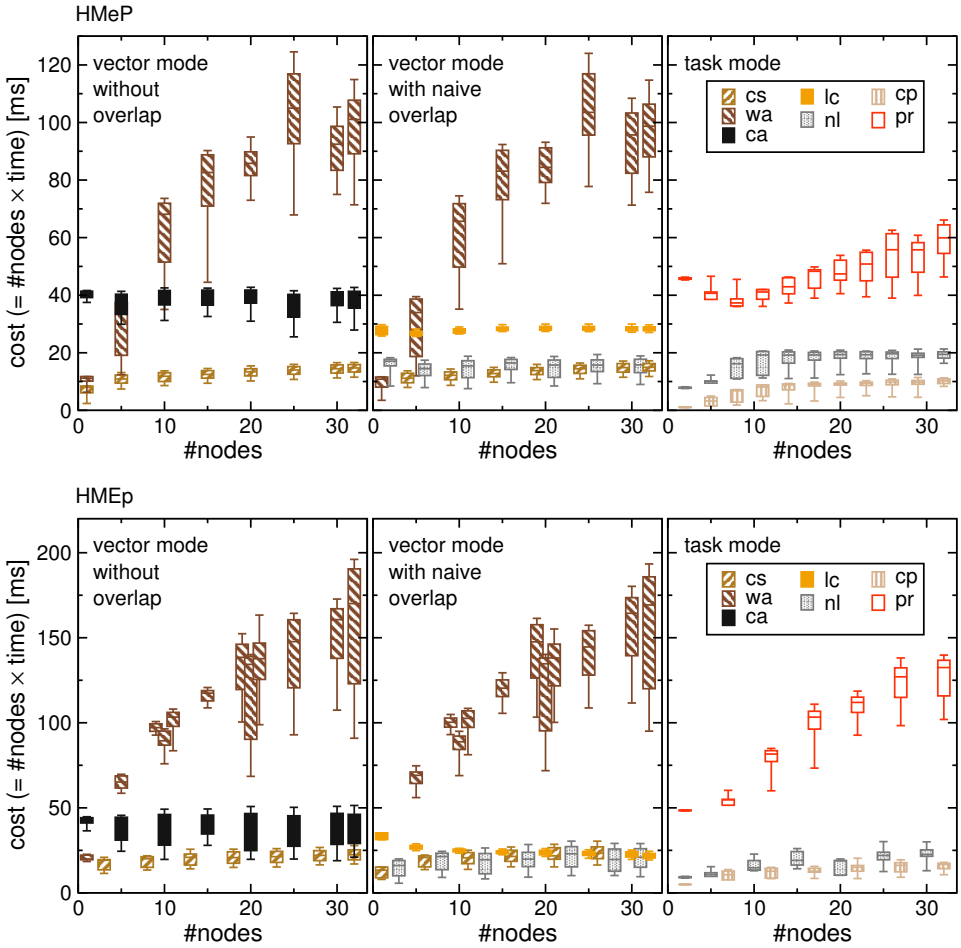 HMeP
cost (= #nodes × time) [ms]
120
100
80
60
40
20
0
vector mode
without
overlap
vector mode
with naive
overlap
task mode
cs
wa
ca
lc
nl
cp
pr
0 10 20 30
0 10 20 30
0 10 20 30
#nodes
#nodes
#nodes
HMEp
cost (= #nodes × time) [ms]
200
150
100
50
0
vector mode
without
overlap
vector mode
with naive
overlap
task mode
cs
wa
ca
lc
nl
cp
pr
0 10 20 30
0 10 20 30
0 10 20 30
#nodes
#nodes
#nodes